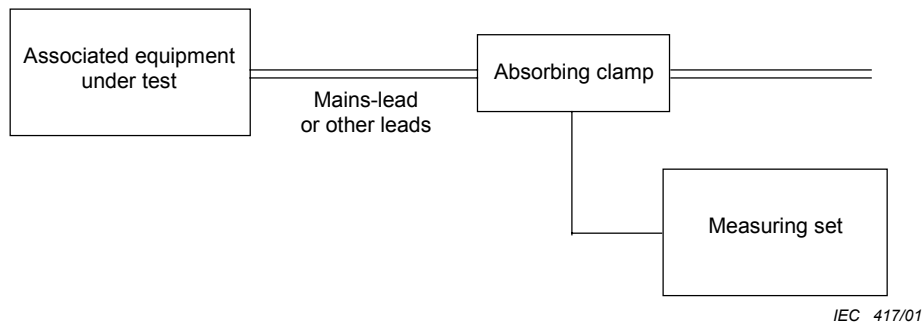 Associated equipment
under test
Absorbing clamp
Mains-lead
or other leads
Measuring set
IEC 417/01